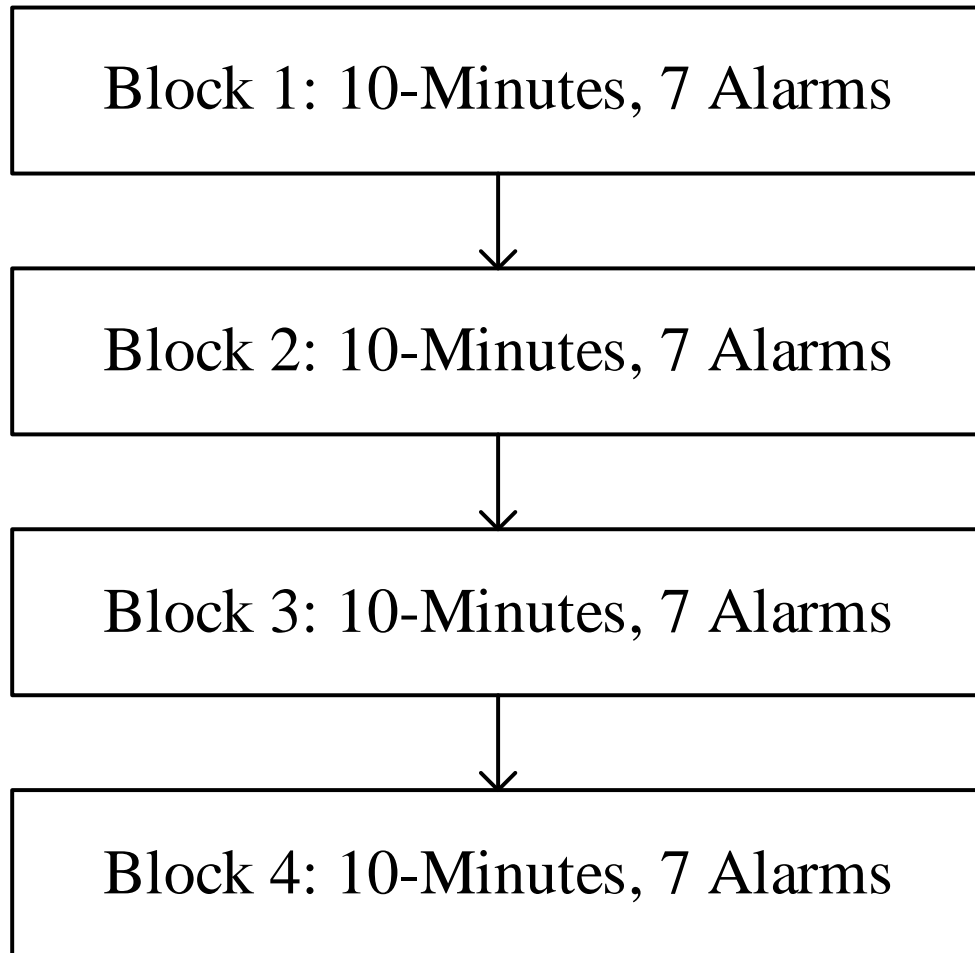 Block 1: 10-Minutes, 7 Alarms
Block 2: 10-Minutes, 7 Alarms
Block 3: 10-Minutes, 7 Alarms
Block 4: 10-Minutes, 7 Alarms